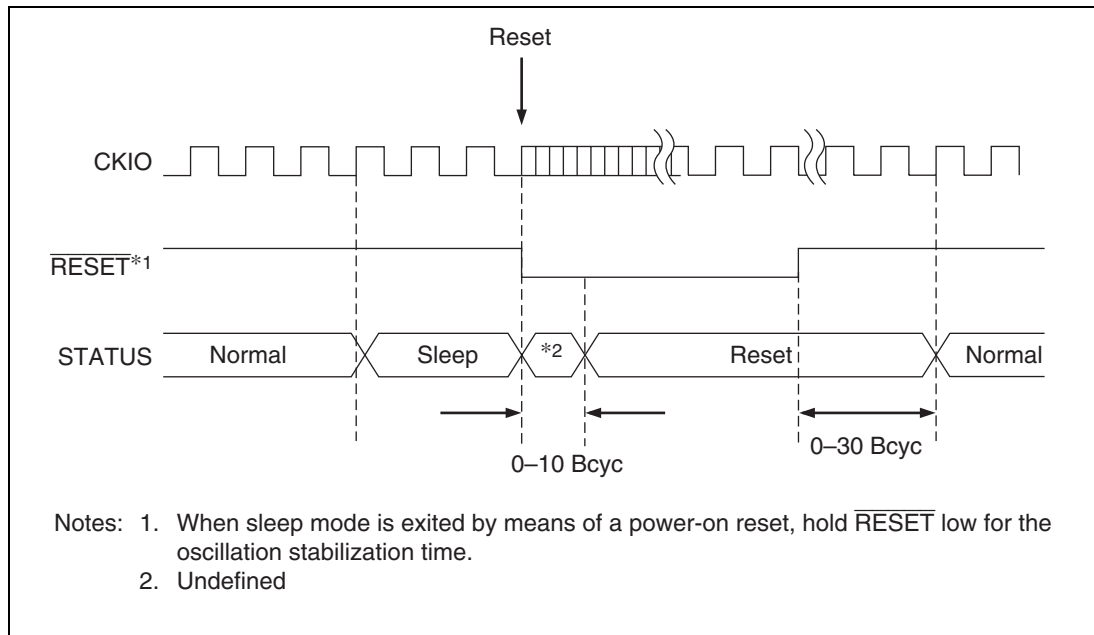 Reset
CKIO
RESET*1
STATUS Normal Sleep *2 Reset Normal
0–10 Bcyc
0–30 Bcyc
Notes: 1. When sleep mode is exited by means of a power-on reset, hold RESET low for the
oscillation stabilization time.
2. Undefined